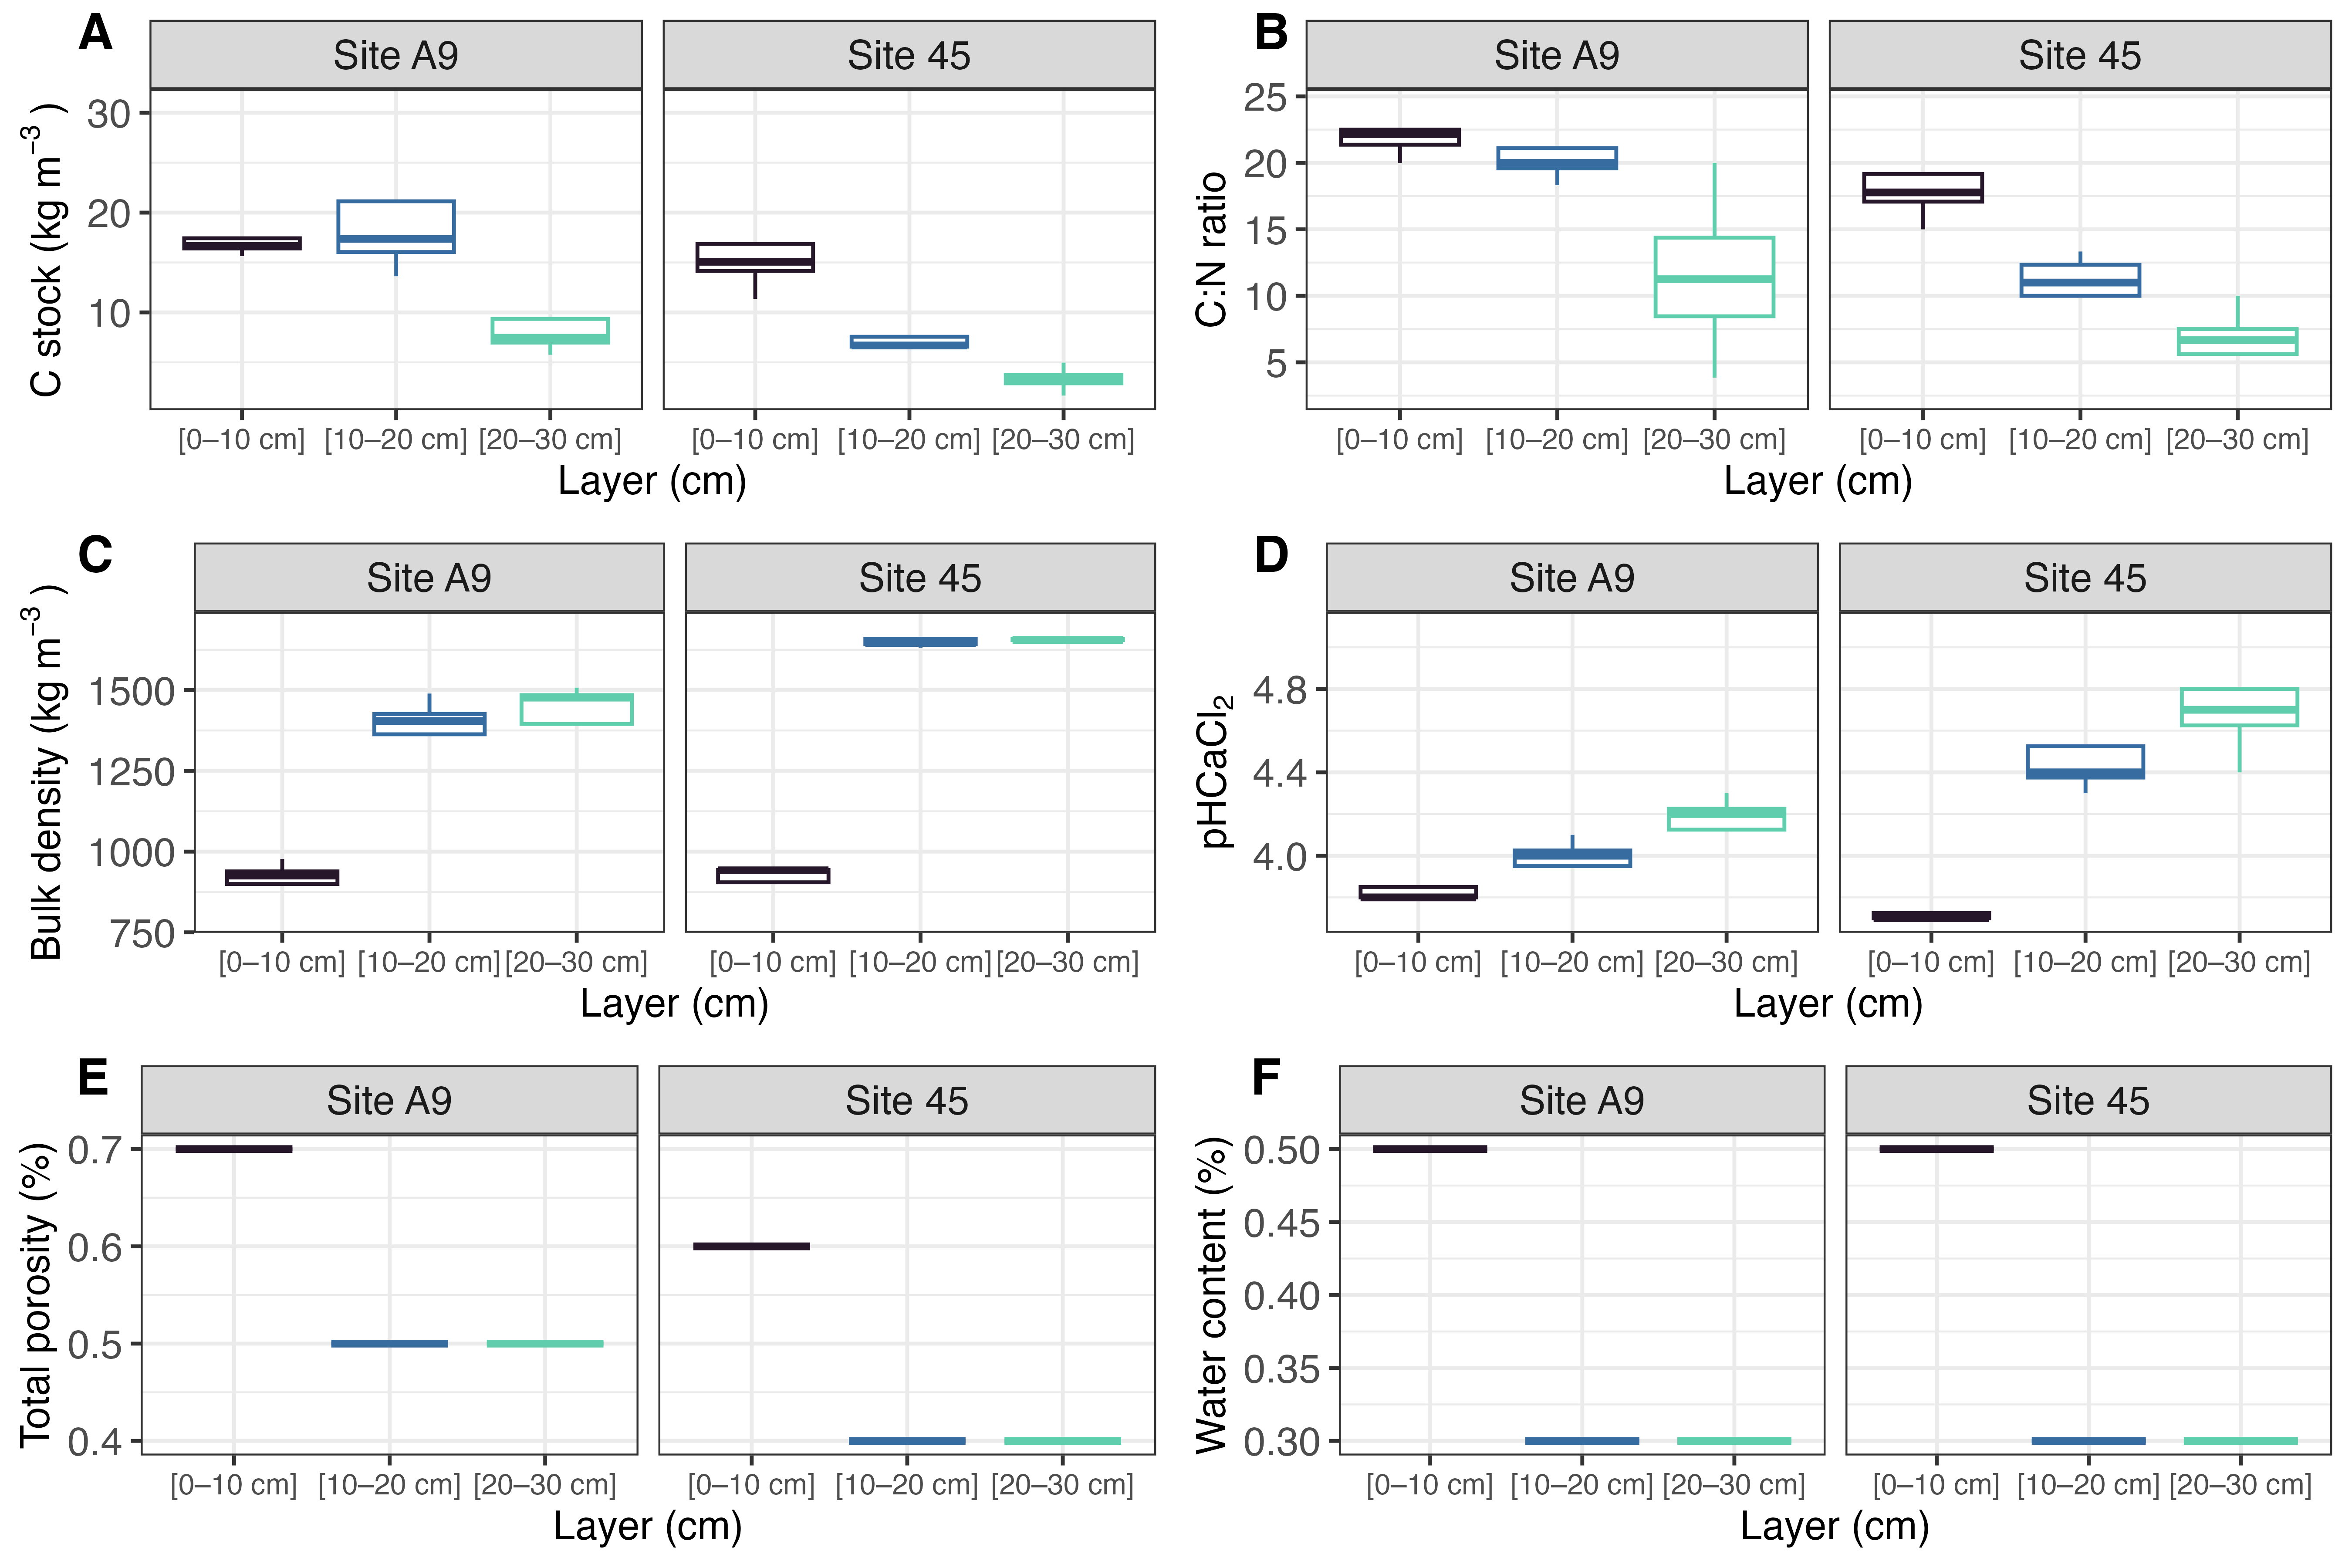 A
Site A9 Site 45
C stock (kg m⁻³)
30
20
10
[0–10 cm] [10–20 cm] [20–30 cm] [0–10 cm] [10–20 cm] [20–30 cm]
Layer (cm)
B
Site A9 Site 45
C:N ratio
25
20
15
10
5
[0–10 cm] [10–20 cm] [20–30 cm] [0–10 cm] [10–20 cm] [20–30 cm]
Layer (cm)
C
Site A9 Site 45
Bulk density (kg m⁻³)
1500
1250
1000
750
[0–10 cm] [10–20 cm] [20–30 cm] [0–10 cm] [10–20 cm] [20–30 cm]
Layer (cm)
D
Site A9 Site 45
pHCaCl₂
4.8
4.4
4.0
[0–10 cm] [10–20 cm] [20–30 cm] [0–10 cm] [10–20 cm] [20–30 cm]
Layer (cm)
E
Site A9 Site 45
Total porosity (%)
0.7
0.6
0.5
0.4
[0–10 cm] [10–20 cm] [20–30 cm] [0–10 cm] [10–20 cm] [20–30 cm]
Layer (cm)
F
Site A9 Site 45
Water content (%)
0.50
0.45
0.40
0.35
0.30
[0–10 cm] [10–20 cm] [20–30 cm] [0–10 cm] [10–20 cm] [20–30 cm]
Layer (cm)